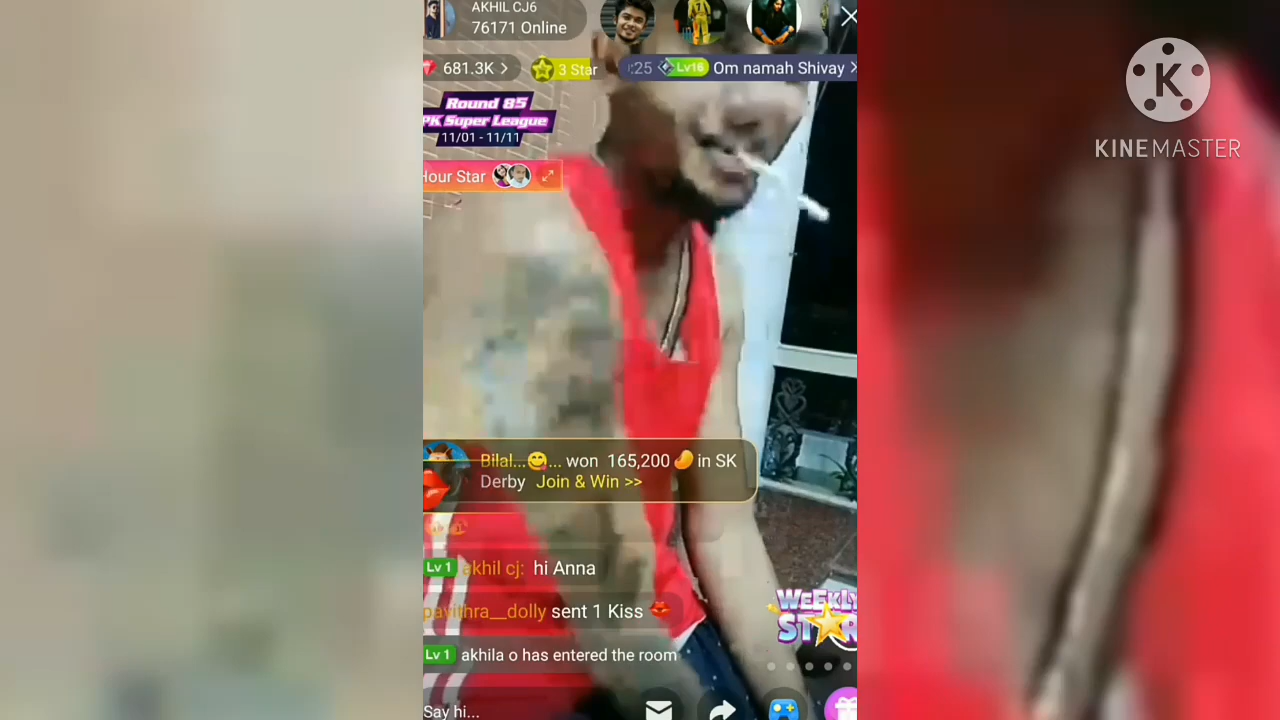 AKHIL CJ6
76171 Online
681.3K >
3 Star
:25 Lv16 Om namah Shivay >
Round 85
PK Super League
11/01 - 11/11
Hour Star
K
KINEMASTER
Bilal...😋... won 165,200 in SK
Derby Join & Win >>
Lv 1 akhil cj: hi Anna
pavithra__dolly sent 1 Kiss 💋
Lv 1 akhila o has entered the room
WEEKLY
STAR
Say hi...